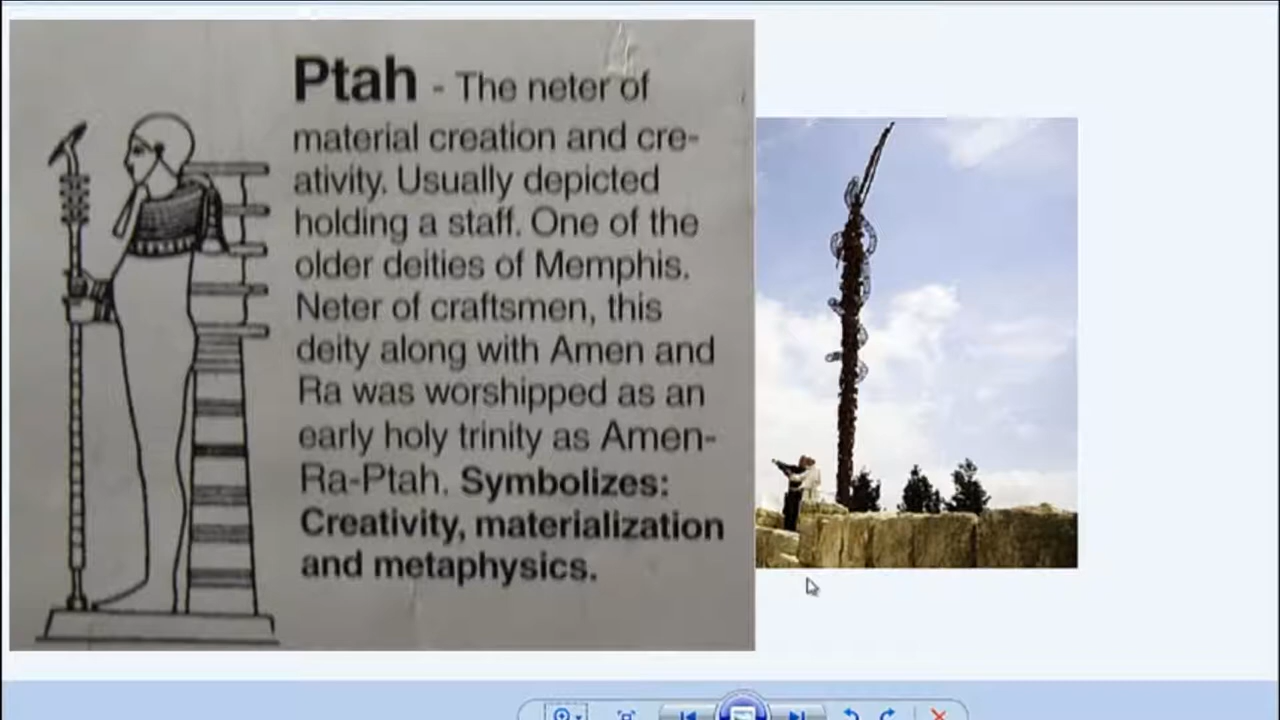 Ptah - The neter of
material creation and cre-
ativity. Usually depicted
holding a staff. One of the
older deities of Memphis.
Neter of craftsmen, this
deity along with Amen and
Ra was worshipped as an
early holy trinity as Amen-
Ra-Ptah. Symbolizes:
Creativity, materialization
and metaphysics.